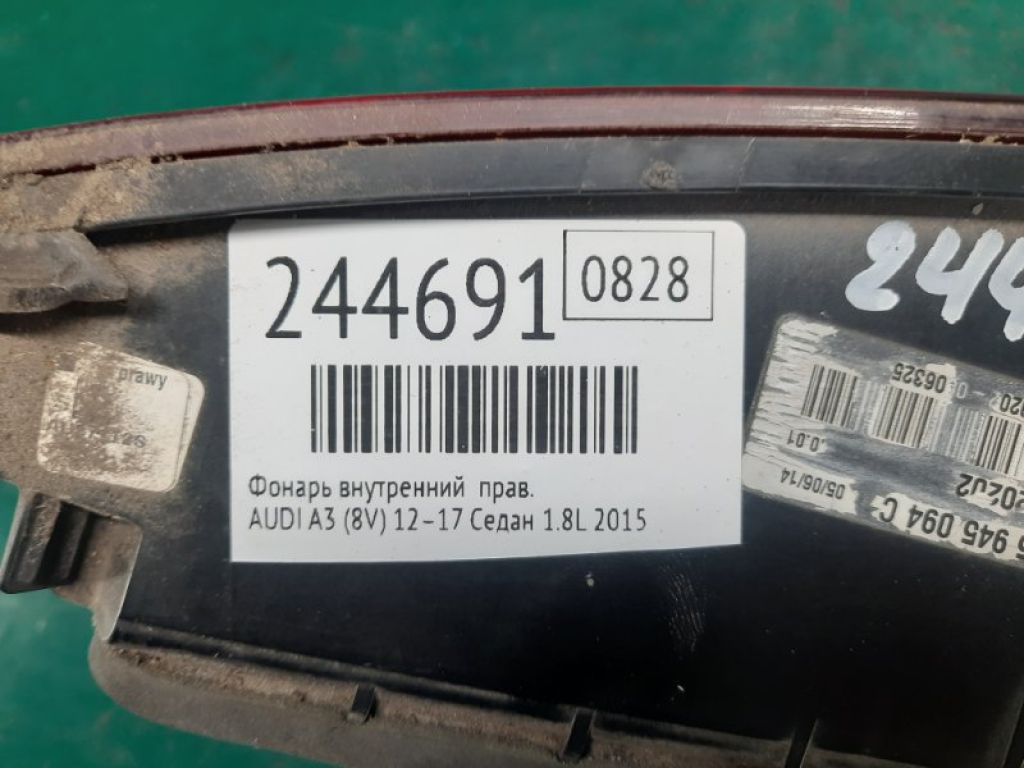 244691 0828
Фонарь внутренний прав.
AUDI A3 (8V) 12-17 Седан 1.8L 2015
244
prawy
06325
0.01
05/06/14
945 094 C